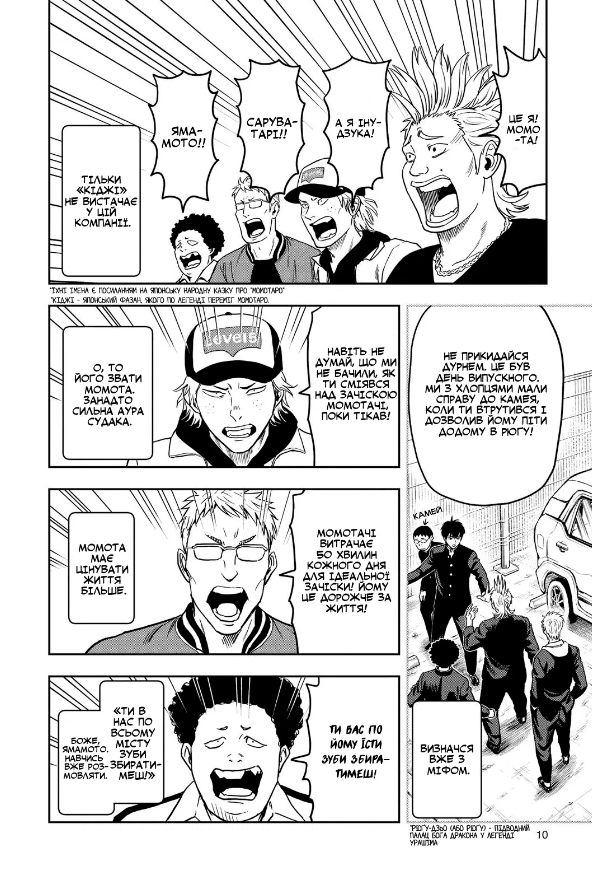 ЦЕ Я!
МОМО-
ТА!
А Я ІНУ-
ДЗУКА!
САРУВА-
ТАРІ!!
ЯМА-
МОТО!!
ТІЛЬКИ
«КІДЖІ»
НЕ ВИСТАЧАЄ
У ЦІЙ
КОМПАНІЇ.
*ЇХНІ ІМЕНА Є ПОСИЛАННЯМ НА ЯПОНСЬКУ НАРОДНУ КАЗКУ ПРО "МОМОТАРО"
*КІДЖІ - ЯПОНСЬКИЙ ФАЗАН, ЯКОГО ПО ЛЕГЕНДІ ПЕРЕМІГ МОМОТАРО.
НЕ ПРИКИДАЙСЯ
ДУРНЕМ. ЦЕ БУВ
ДЕНЬ ВИПУСКНОГО.
МИ З ХЛОПЦЯМИ МАЛИ
СПРАВУ ДО КАМЕЯ,
КОЛИ ТИ ВТРУТИВСЯ І
ДОЗВОЛИВ ЙОМУ ПІТИ
ДОДОМУ В РЮГУ!
КАМЕЙ
ВИЗНАЧСЯ
ВЖЕ З
МІФОМ.
*РЮГУ-ДЗЬО (АБО РЮГУ) - ПІДВОДНИЙ
ПАЛАЦ БОГА ДРАКОНА У ЛЕГЕНДІ
УРАШІМА
Love15
НАВІТЬ НЕ
ДУМАЙ, ЩО МИ
НЕ БАЧИЛИ, ЯК
ТИ СМІЯВСЯ
НАД ЗАЧІСКОЮ
МОМОТАЧІ,
ПОКИ ТІКАВ!
О, ТО
ЙОГО ЗВАТИ
МОМОТА.
ЗАНАДТО
СИЛЬНА АУРА
СУДАКА.
МОМОТАЧІ
ВИТРАЧАЄ
50 ХВИЛИН
КОЖНОГО ДНЯ
ДЛЯ ІДЕАЛЬНОЇ
ЗАЧІСКИ! ЙОМУ
ЦЕ ДОРОЖЧЕ ЗА
ЖИТТЯ!
МОМОТА
МАЄ
ЦІНУВАТИ
ЖИТТЯ
БІЛЬШЕ.
ТИ ВАС ПО
ЙОМУ ЇСТИ
ЗУБИ ЗБИРА-
ТИМЕШ!
«ТИ В
НАС ПО
ВСЬОМУ
МІСТУ
ЗУБИ
ЗБИРАТИ-
МЕШ!»
БОЖЕ,
ЯМАМОТО.
НАВЧИСЬ
ВЖЕ РОЗ-
МОВЛЯТИ.
10